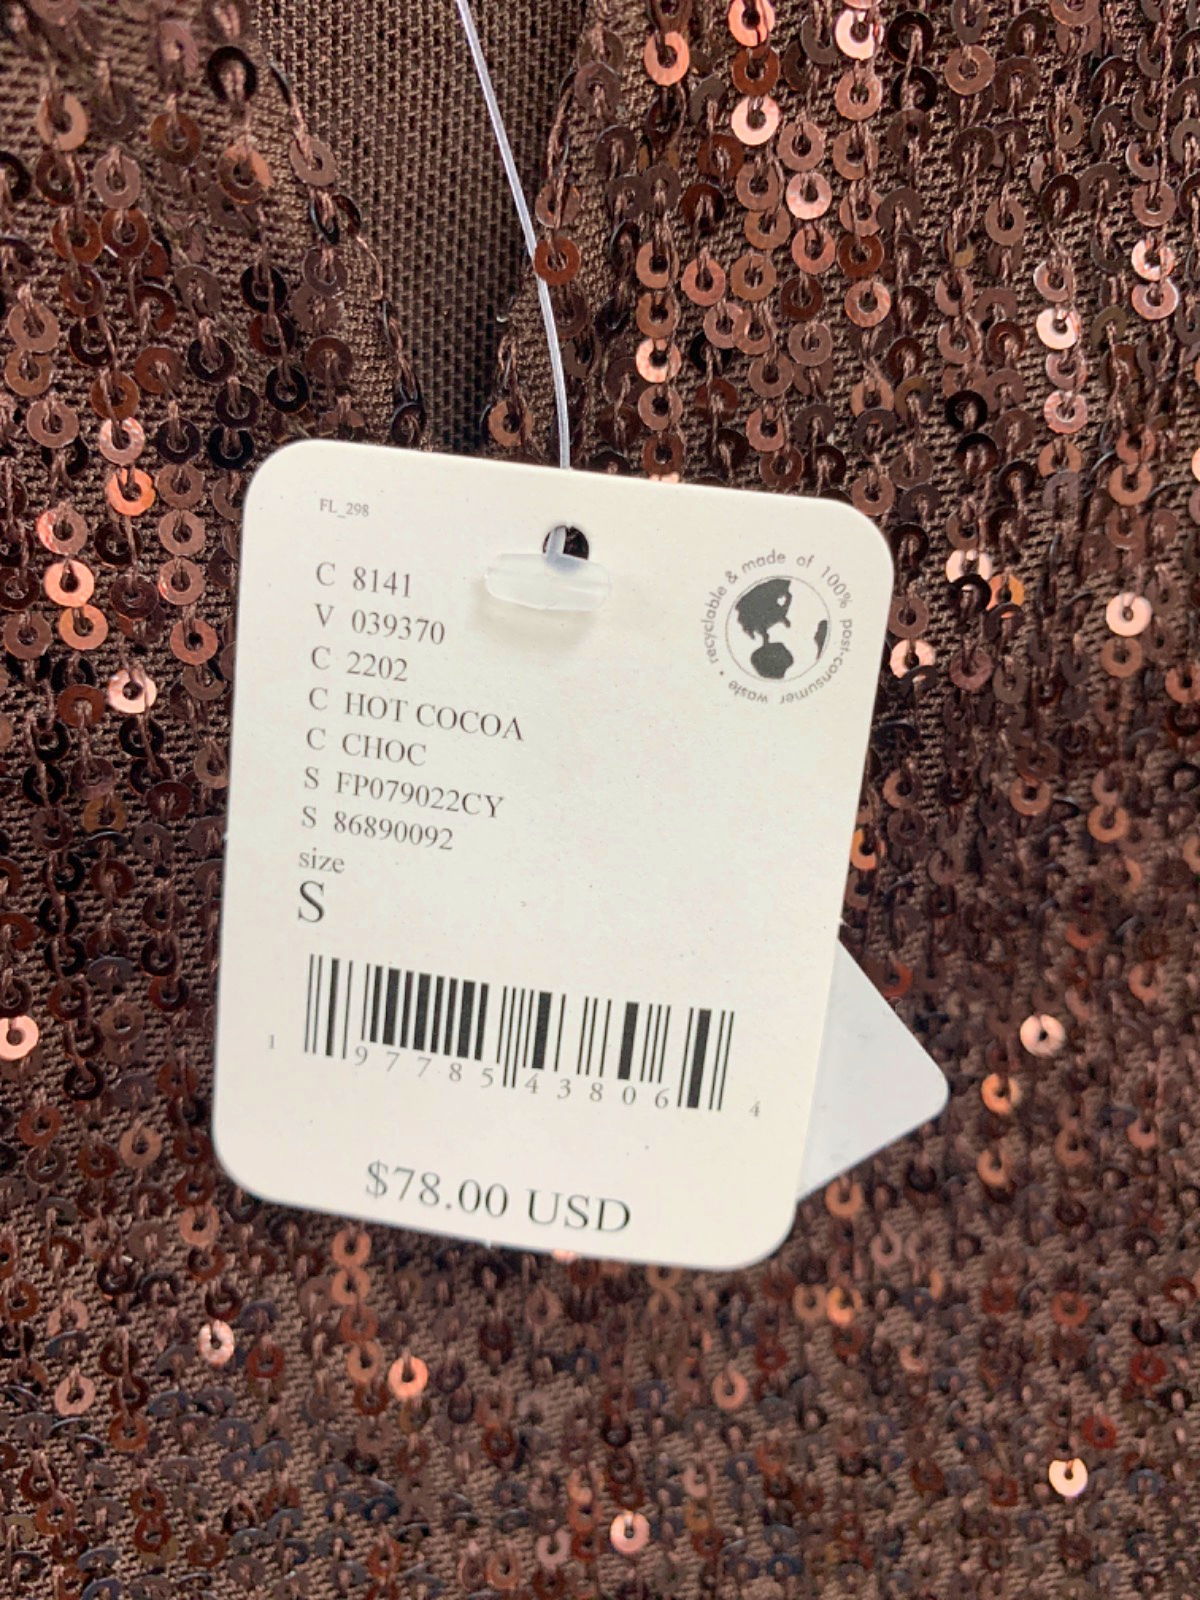 FL_298
recyclable & made of 100% post-consumer waste •
C 8141
V 039370
C 2202
C HOT COCOA
C CHOC
S FP079022CY
S 86890092
size
S
1 97785 43806 4
$78.00 USD